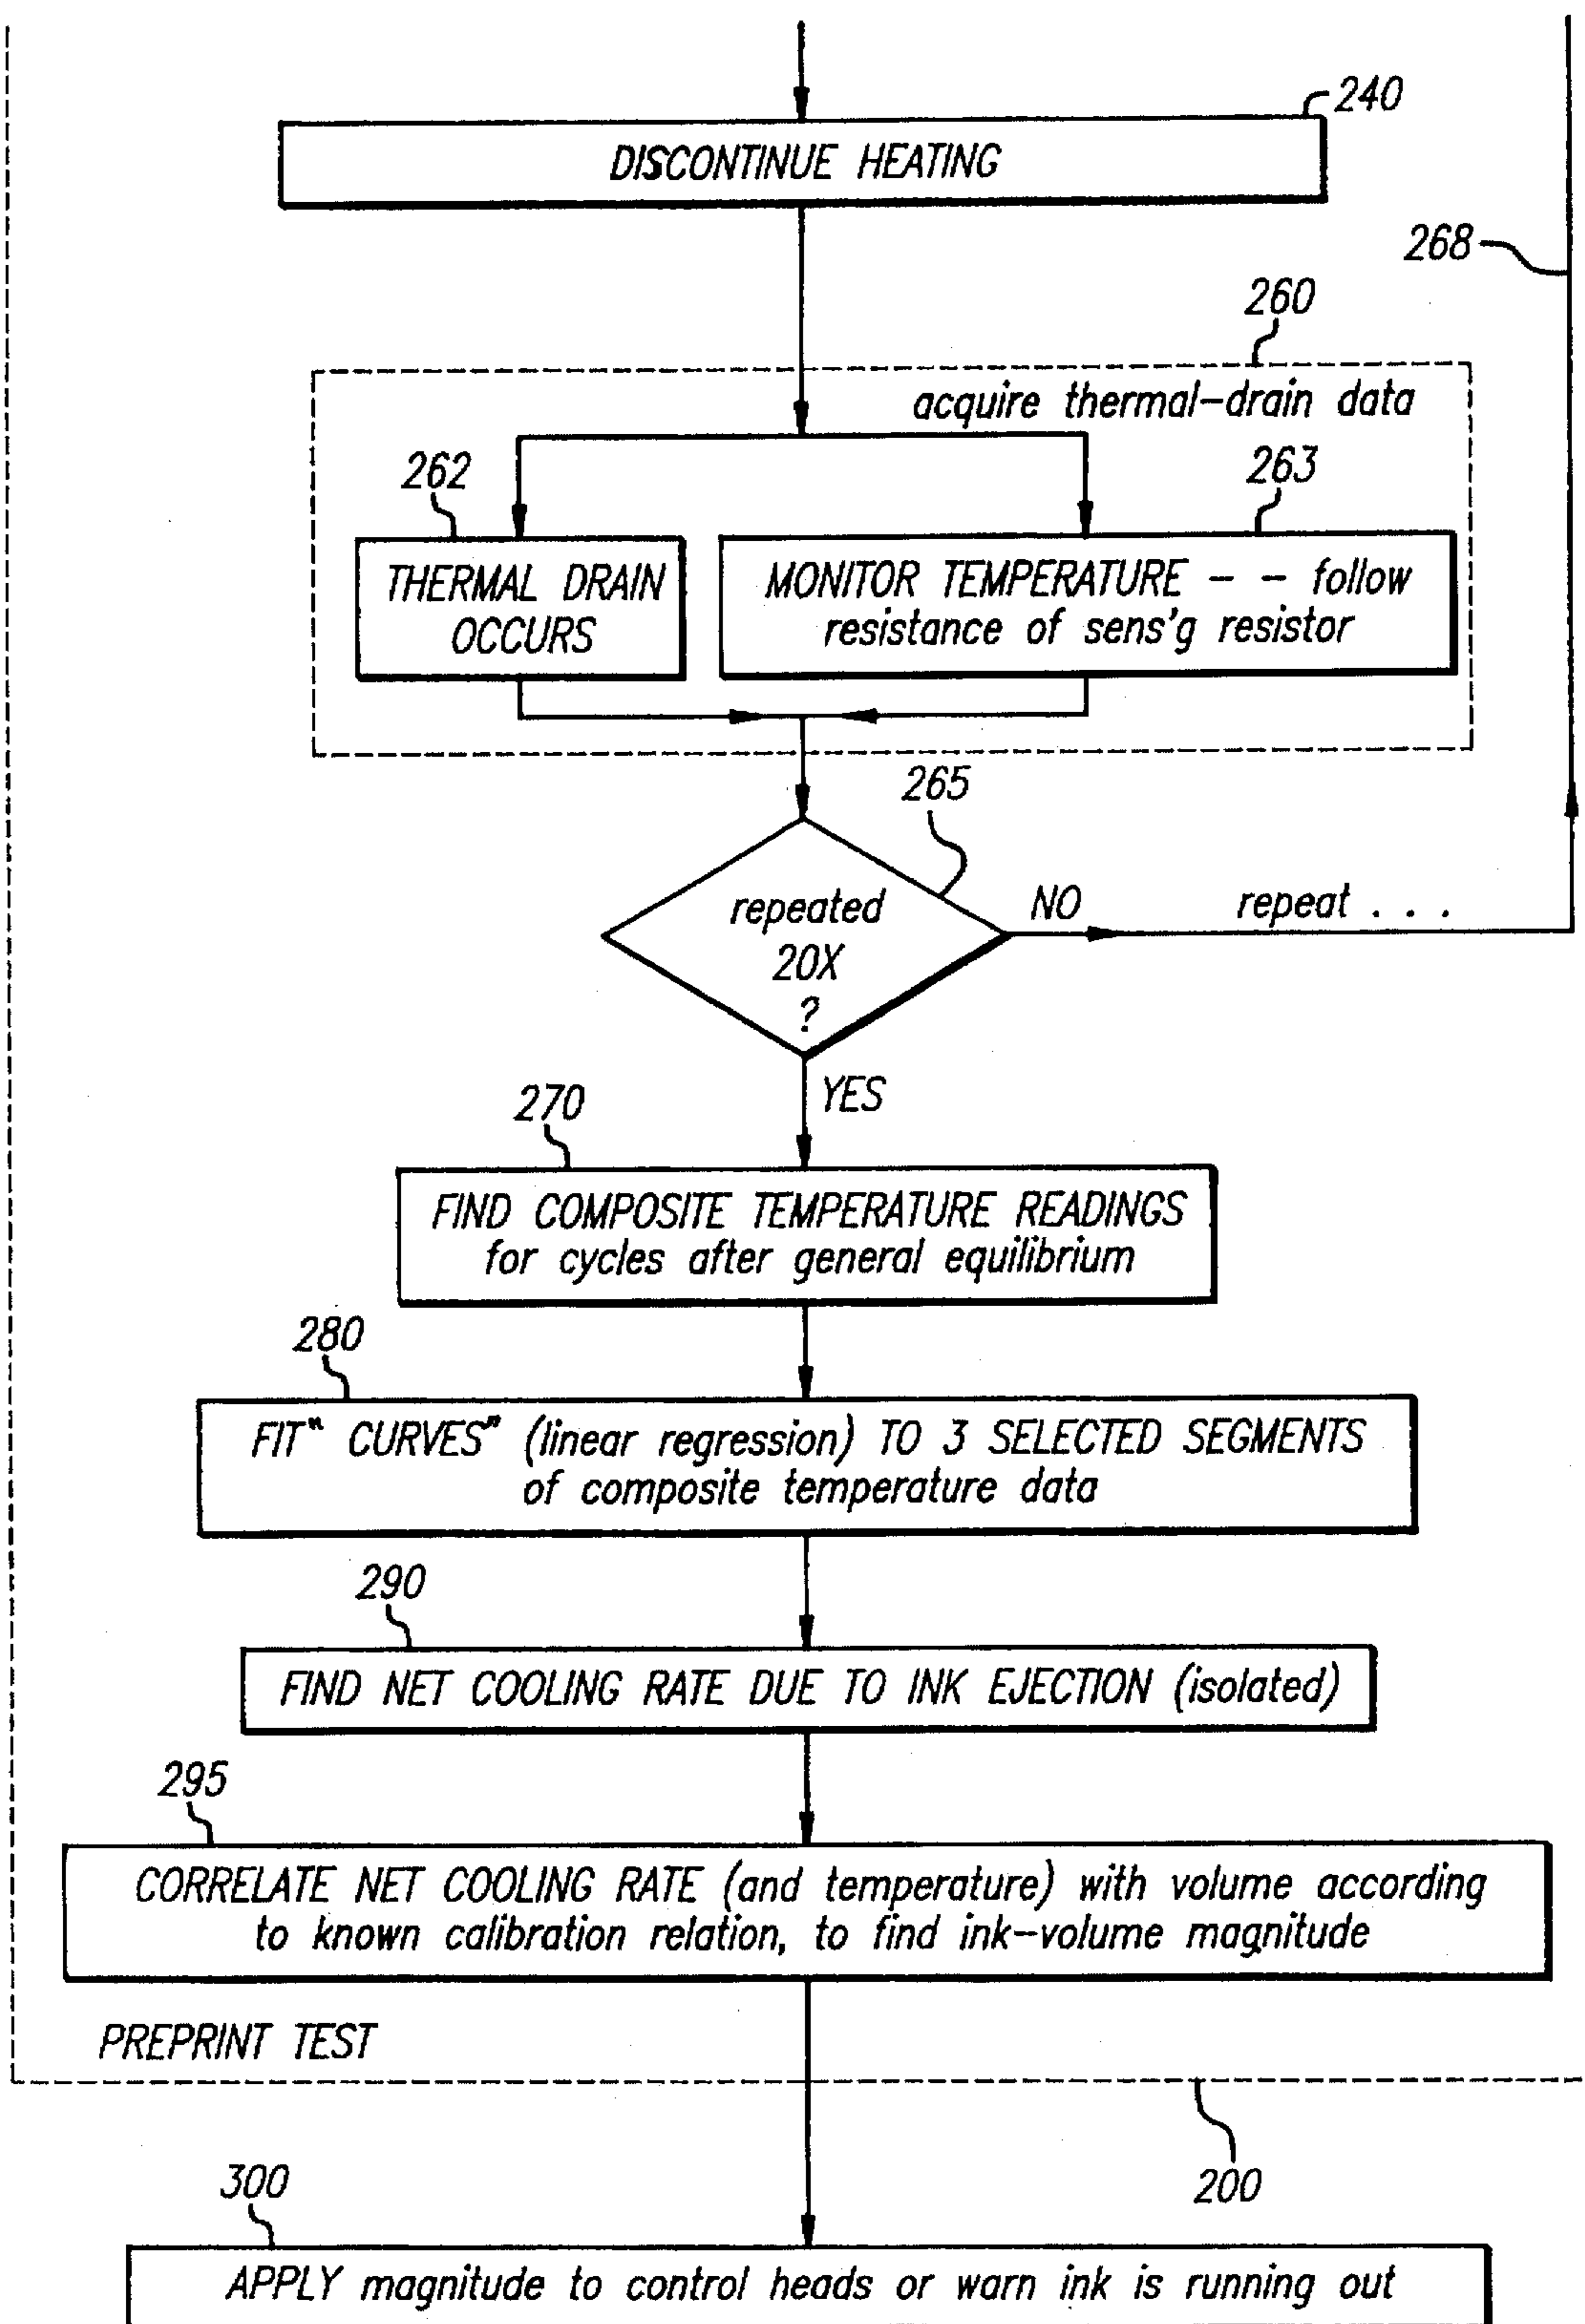 240
DISCONTINUE HEATING
268
260
acquire thermal-drain data
262
263
THERMAL DRAIN
OCCURS
MONITOR TEMPERATURE - - follow
resistance of sens'g resistor
265
repeated
20X
?
NO
repeat . . .
YES
270
FIND COMPOSITE TEMPERATURE READINGS
for cycles after general equilibrium
280
FIT" CURVES" (linear regression) TO 3 SELECTED SEGMENTS
of composite temperature data
290
FIND NET COOLING RATE DUE TO INK EJECTION (isolated)
295
CORRELATE NET COOLING RATE (and temperature) with volume according
to known calibration relation, to find ink-volume magnitude
PREPRINT TEST
200
300
APPLY magnitude to control heads or warn ink is running out